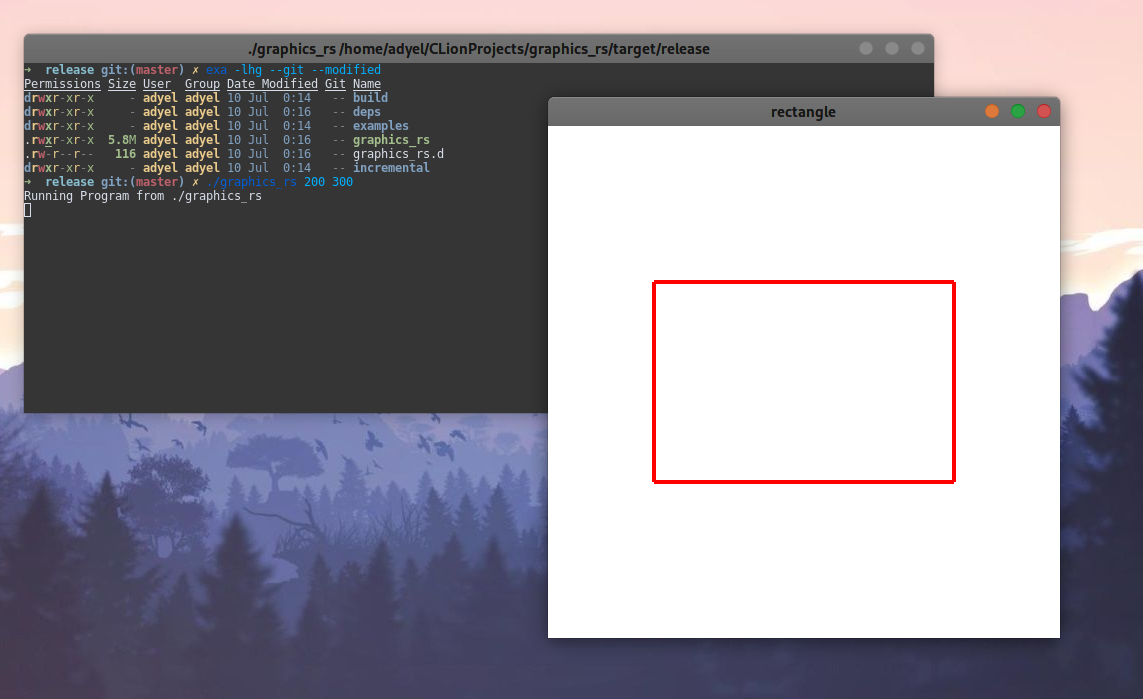 ./graphics_rs /home/adyel/CLionProjects/graphics_rs/target/release
→  release git:(master) ✗ exa -lhg --git --modified
Permissions Size User  Group Date Modified Git Name
drwxr-xr-x     - adyel adyel 10 Jul  0:14   -- build
drwxr-xr-x     - adyel adyel 10 Jul  0:16   -- deps
drwxr-xr-x     - adyel adyel 10 Jul  0:14   -- examples
.rwxr-xr-x  5.8M adyel adyel 10 Jul  0:16   -- graphics_rs
.rw-r--r--   116 adyel adyel 10 Jul  0:16   -- graphics_rs.d
drwxr-xr-x     - adyel adyel 10 Jul  0:14   -- incremental
→  release git:(master) ✗ ./graphics_rs 200 300
Running Program from ./graphics_rs
rectangle